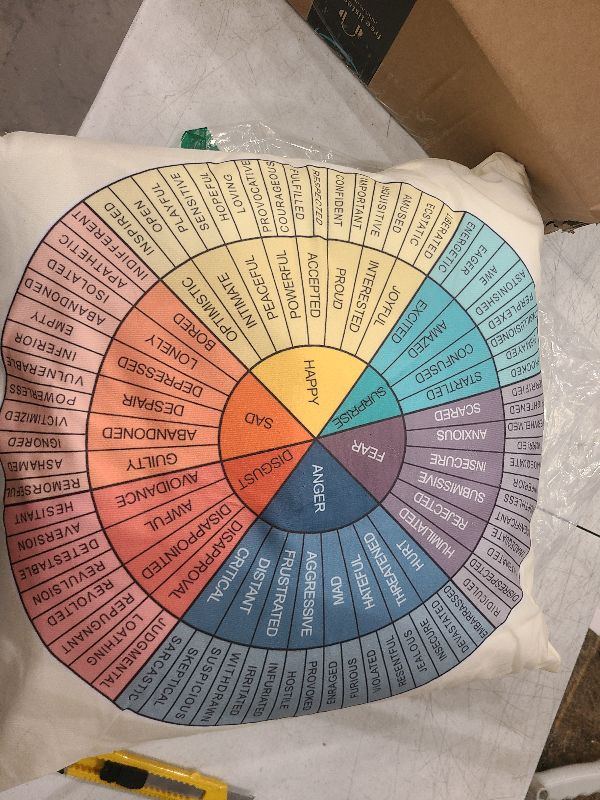 HAPPY
SURPRISE
FEAR
ANGER
DISGUST
SAD
OPTIMISTIC
INTIMATE
PEACEFUL
POWERFUL
ACCEPTED
PROUD
INTERESTED
JOYFUL
EXCITED
AMAZED
CONFUSED
STARTLED
SCARED
ANXIOUS
INSECURE
SUBMISSIVE
REJECTED
HUMILIATED
HURT
THREATENED
HATEFUL
MAD
AGGRESSIVE
FRUSTRATED
DISTANT
CRITICAL
DISAPPROVAL
DISAPPOINTED
AWFUL
AVOIDANCE
GUILTY
ABANDONED
DESPAIR
DEPRESSED
LONELY
BORED
INSPIRED
OPEN
PLAYFUL
SENSITIVE
HOPEFUL
LOVING
PROVOCATIVE
COURAGEOUS
FULFILLED
RESPECTED
CONFIDENT
IMPORTANT
AMUSED
ECSTATIC
ENERGETIC
EAGER
AWE
ASTONISHED
PERPLEXED
RIDICULED
DISRESPECTED
EMBARRASSED
DEVASTATED
INSECURE
JEALOUS
RESENTFUL
VIOLATED
FURIOUS
ENRAGED
PROVOKED
HOSTILE
INFURIATED
IRRITATED
WITHDRAWN
SUSPICIOUS
SKEPTICAL
SARCASTIC
JUDGMENTAL
LOATHING
REPUGNANT
REVOLTED
REVULSION
DETESTABLE
AVERSION
HESITANT
REMORSEFUL
ASHAMED
IGNORED
VICTIMIZED
POWERLESS
VULNERABLE
INFERIOR
EMPTY
ABANDONED
ISOLATED
APATHETIC
INDIFFERENT